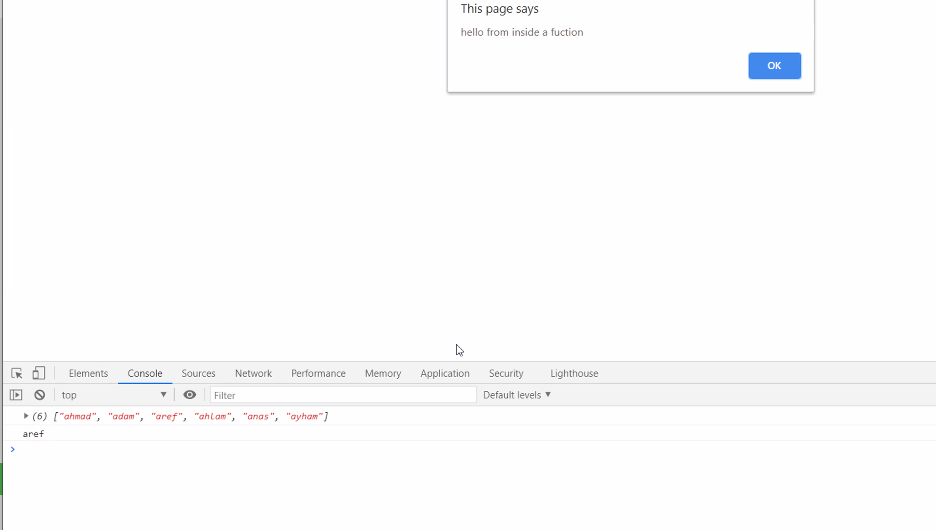 This page says
hello from inside a fuction
OK
Elements Console Sources Network Performance Memory Application Security Lighthouse
top Filter Default levels
(6) ["ahmad", "adam", "aref", "ahlam", "anas", "ayham"]
aref